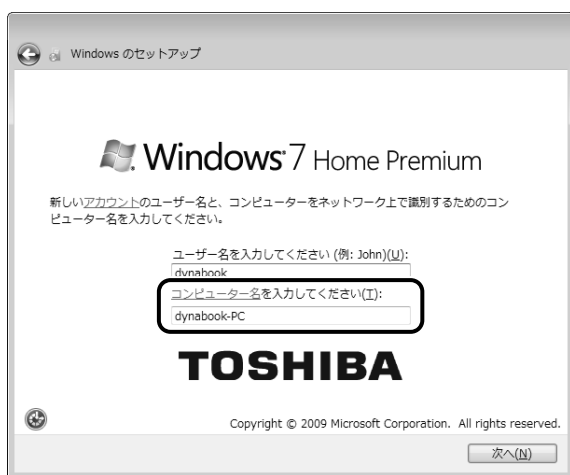 Windows のセットアップ
Windows 7 Home Premium
新しいアカウントのユーザー名と、コンピューターをネットワーク上で識別するためのコン
ピューター名を入力してください。
ユーザー名を入力してください (例: John)(U):
dynabook
コンピューター名を入力してください(T):
dynabook-PC
TOSHIBA
Copyright © 2009 Microsoft Corporation. All rights reserved.
次へ(N)